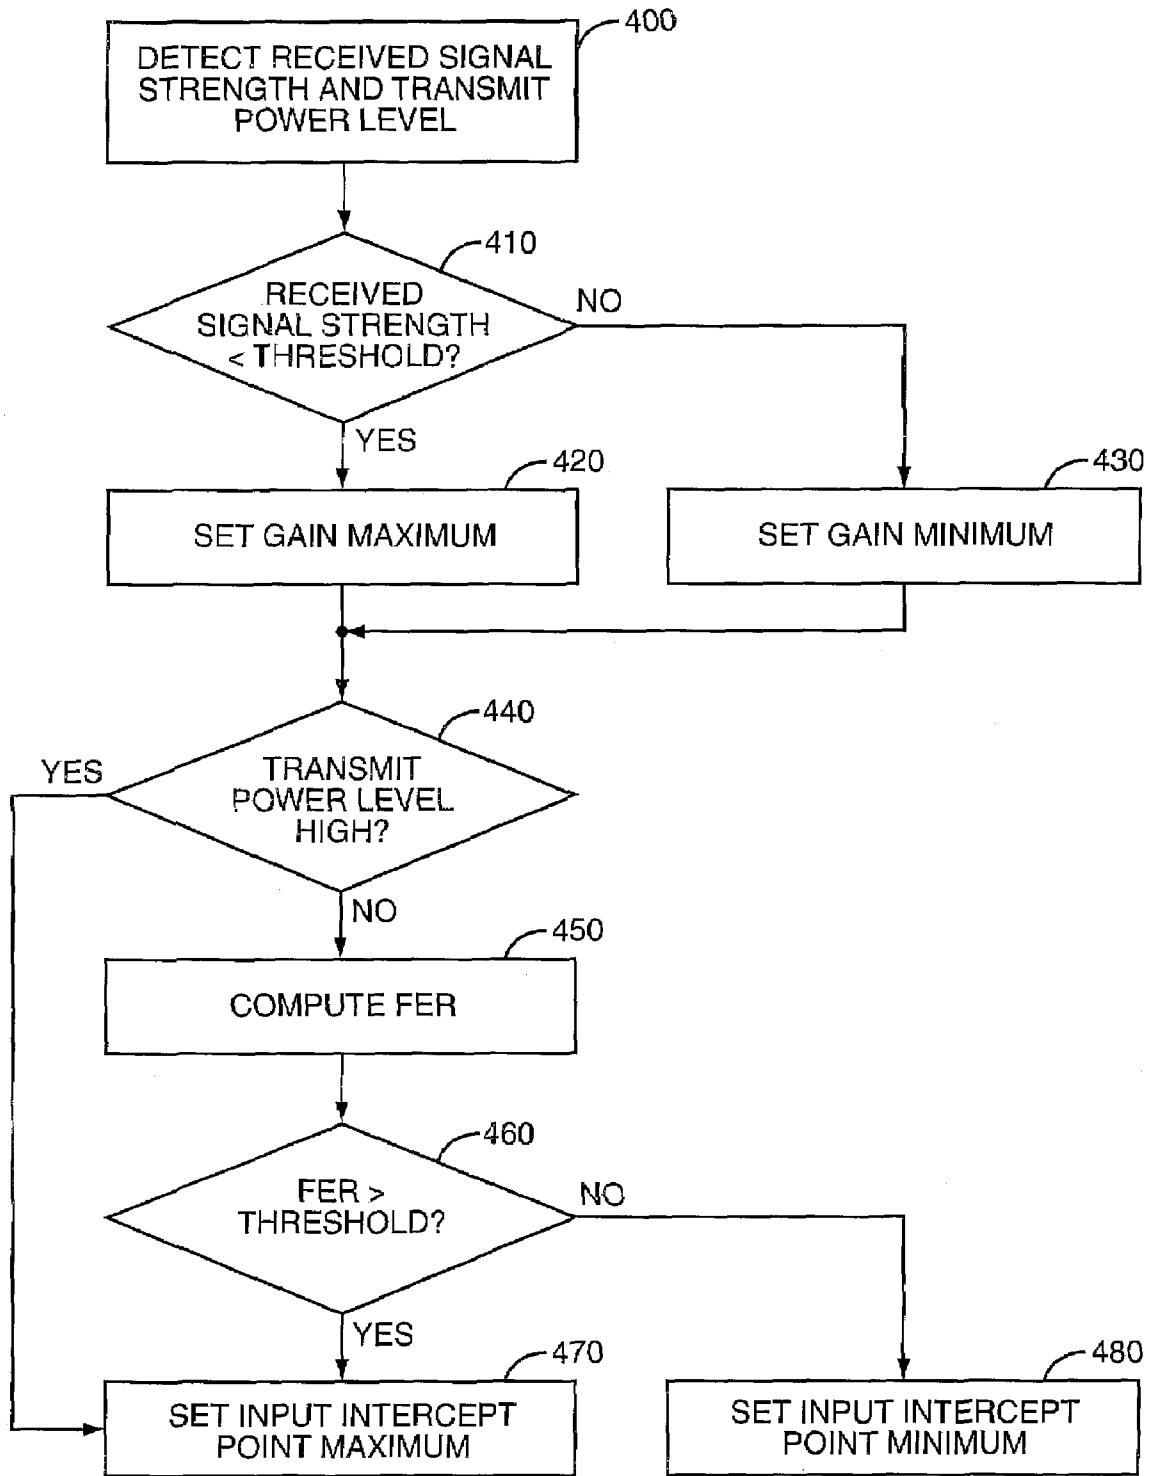 400
DETECT RECEIVED SIGNAL
STRENGTH AND TRANSMIT
POWER LEVEL
410
RECEIVED
SIGNAL STRENGTH
< THRESHOLD?
NO
YES
420
SET GAIN MAXIMUM
430
SET GAIN MINIMUM
440
TRANSMIT
POWER LEVEL
HIGH?
YES
NO
450
COMPUTE FER
460
FER >
THRESHOLD?
NO
YES
470
SET INPUT INTERCEPT
POINT MAXIMUM
480
SET INPUT INTERCEPT
POINT MINIMUM